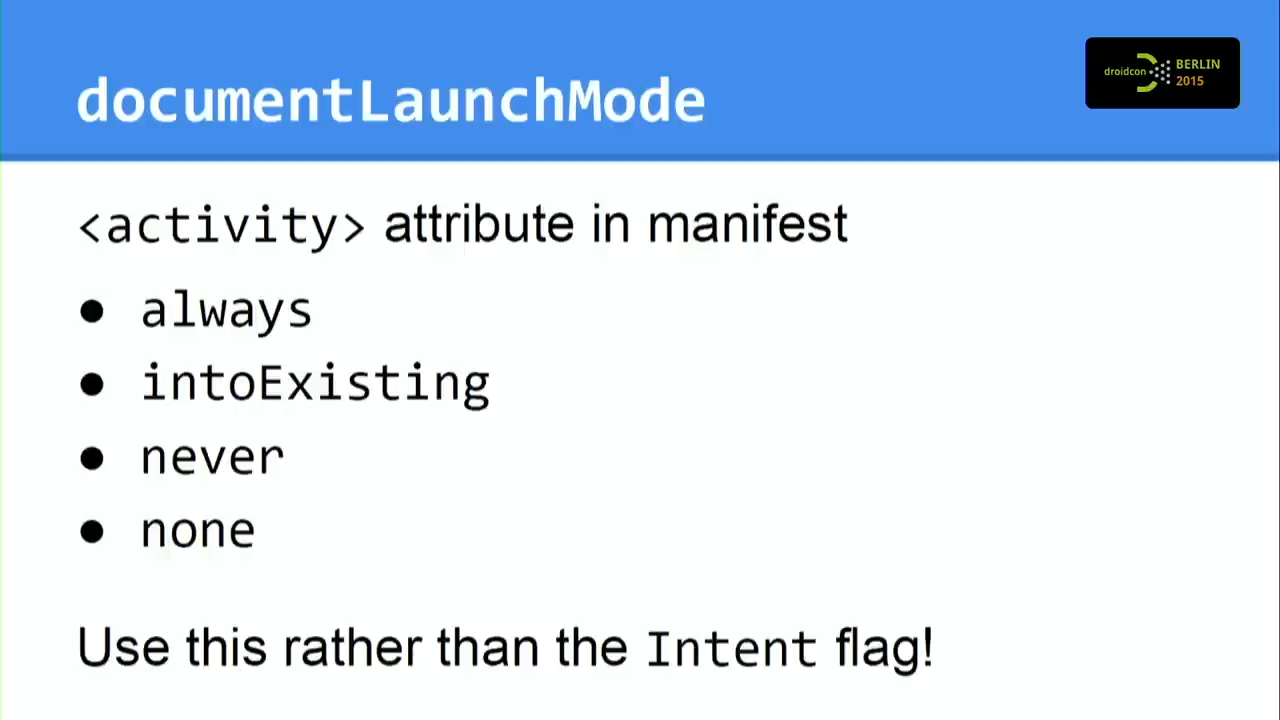 documentLaunchMode
droidcon
BERLIN
2015
<activity> attribute in manifest
● always
● intoExisting
● never
● none
Use this rather than the Intent flag!